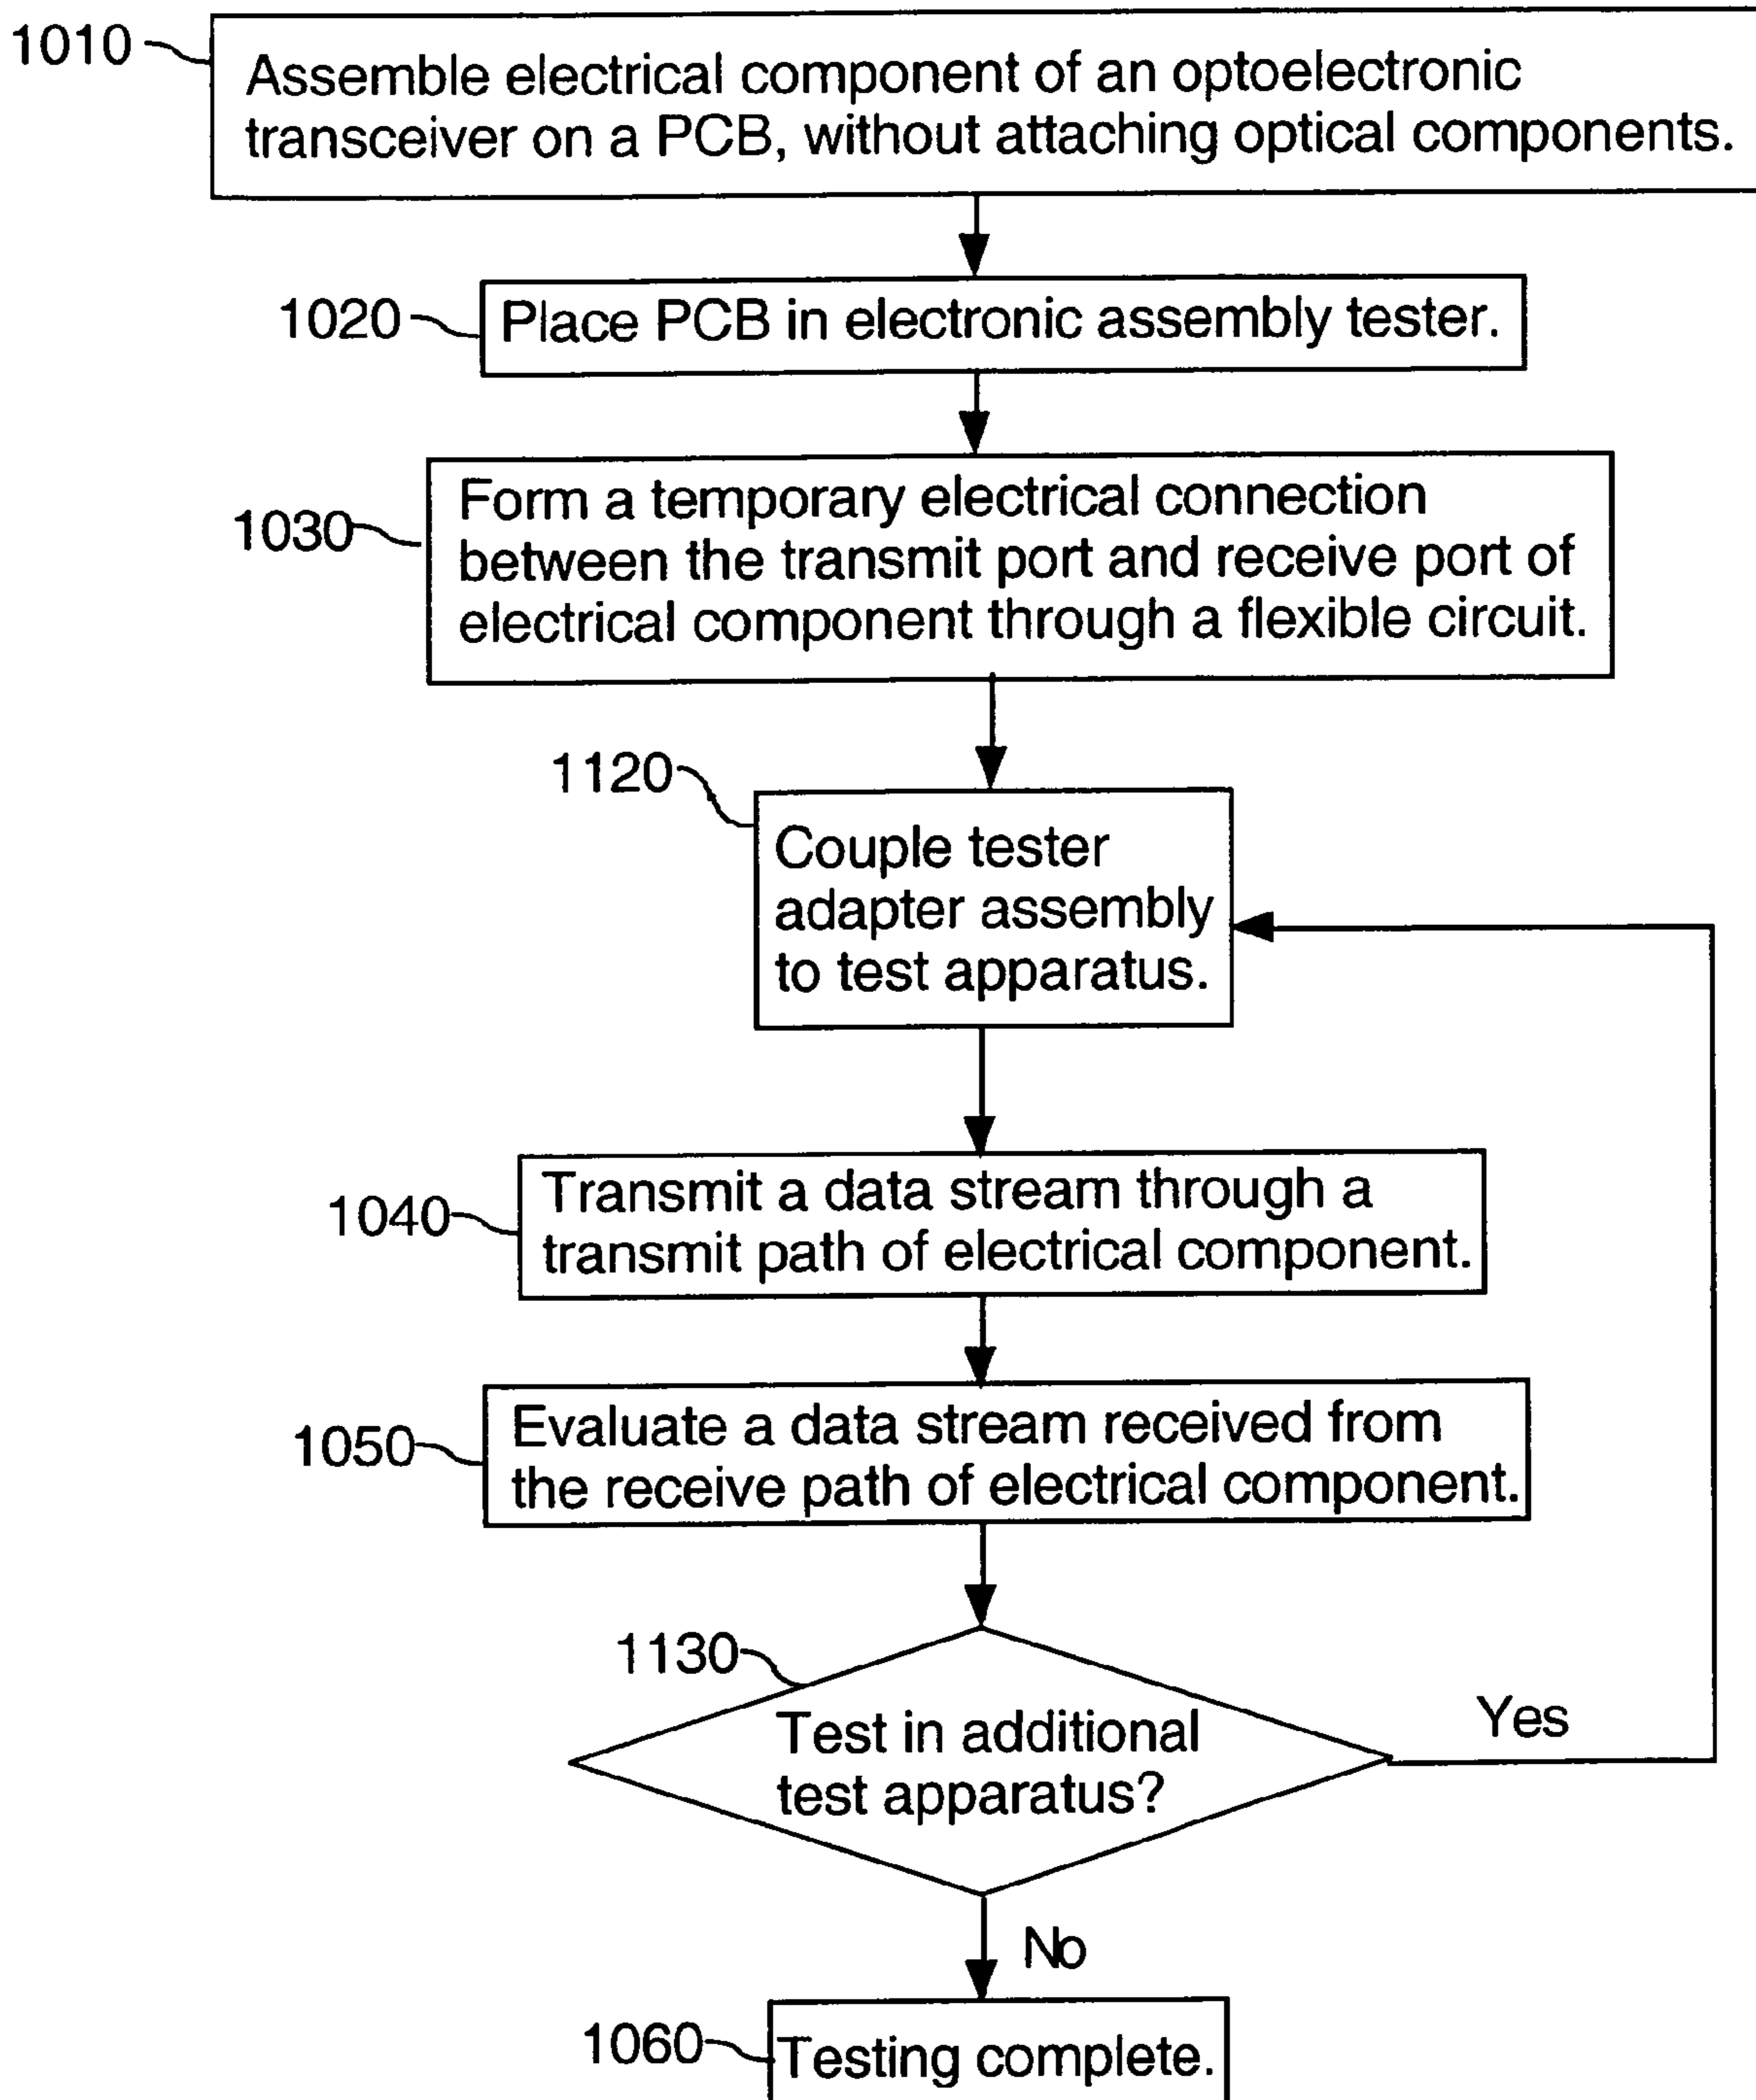 1010
Assemble electrical component of an optoelectronic
transceiver on a PCB, without attaching optical components.
1020
Place PCB in electronic assembly tester.
1030
Form a temporary electrical connection
between the transmit port and receive port of
electrical component through a flexible circuit.
1120
Couple tester
adapter assembly
to test apparatus.
1040
Transmit a data stream through a
transmit path of electrical component.
1050
Evaluate a data stream received from
the receive path of electrical component.
1130
Test in additional
test apparatus?
Yes
No
1060
Testing complete.